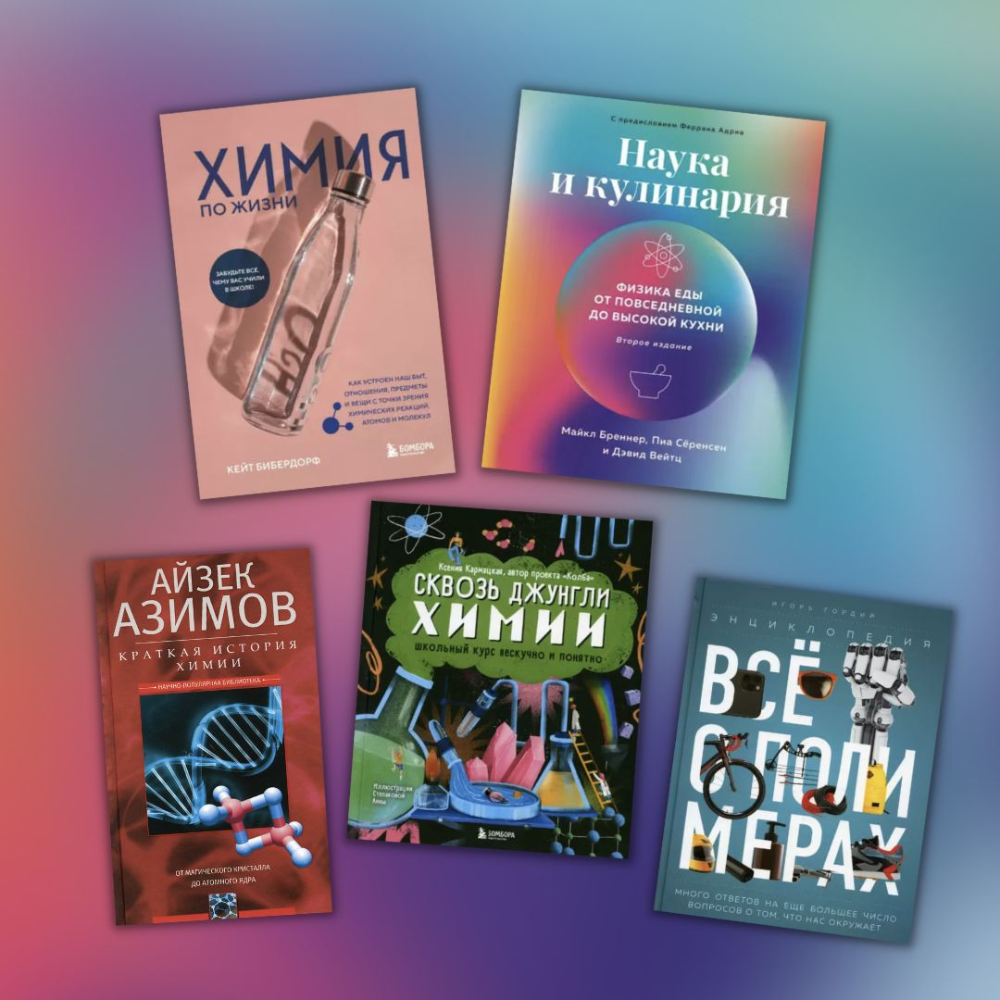 ХИМИЯ
ПО ЖИЗНИ
ЗАБУДЬТЕ ВСЕ,
ЧЕМУ ВАС УЧИЛИ
В ШКОЛЕ!
КАК УСТРОЕН НАШ БЫТ,
ОТНОШЕНИЯ, ПРЕДМЕТЫ
И ВЕЩИ С ТОЧКИ ЗРЕНИЯ
ХИМИЧЕСКИХ РЕАКЦИЙ,
АТОМОВ И МОЛЕКУЛ
КЕЙТ БИБЕРДОРФ
БОМБОРА
С предисловием Феррана Адриа
Наука
и кулинария
ФИЗИКА ЕДЫ
ОТ ПОВСЕДНЕВНОЙ
ДО ВЫСОКОЙ КУХНИ
Второе издание
Майкл Бреннер, Пиа Сёренсен
и Дэвид Вейтц
АЙЗЕК
АЗИМОВ
КРАТКАЯ ИСТОРИЯ
ХИМИИ
НАУЧНО-ПОПУЛЯРНАЯ БИБЛИОТЕКА
ОТ МАГИЧЕСКОГО КРИСТАЛЛА
ДО АТОМНОГО ЯДРА
Ксения Кармацкая, автор проекта «Колба»
СКВОЗЬ ДЖУНГЛИ
ХИМИИ
школьный курс нескучно и понятно
Иллюстрации
Степаковой
Анны
БОМБОРА
ИГОРЬ ГОРДИЙ
ЭНЦИКЛОПЕДИЯ
ВСЁ
О ПОЛИ
МЕРАХ
МНОГО ОТВЕТОВ НА ЕЩЕ БОЛЬШЕЕ ЧИСЛО
ВОПРОСОВ О ТОМ, ЧТО НАС ОКРУЖАЕТ